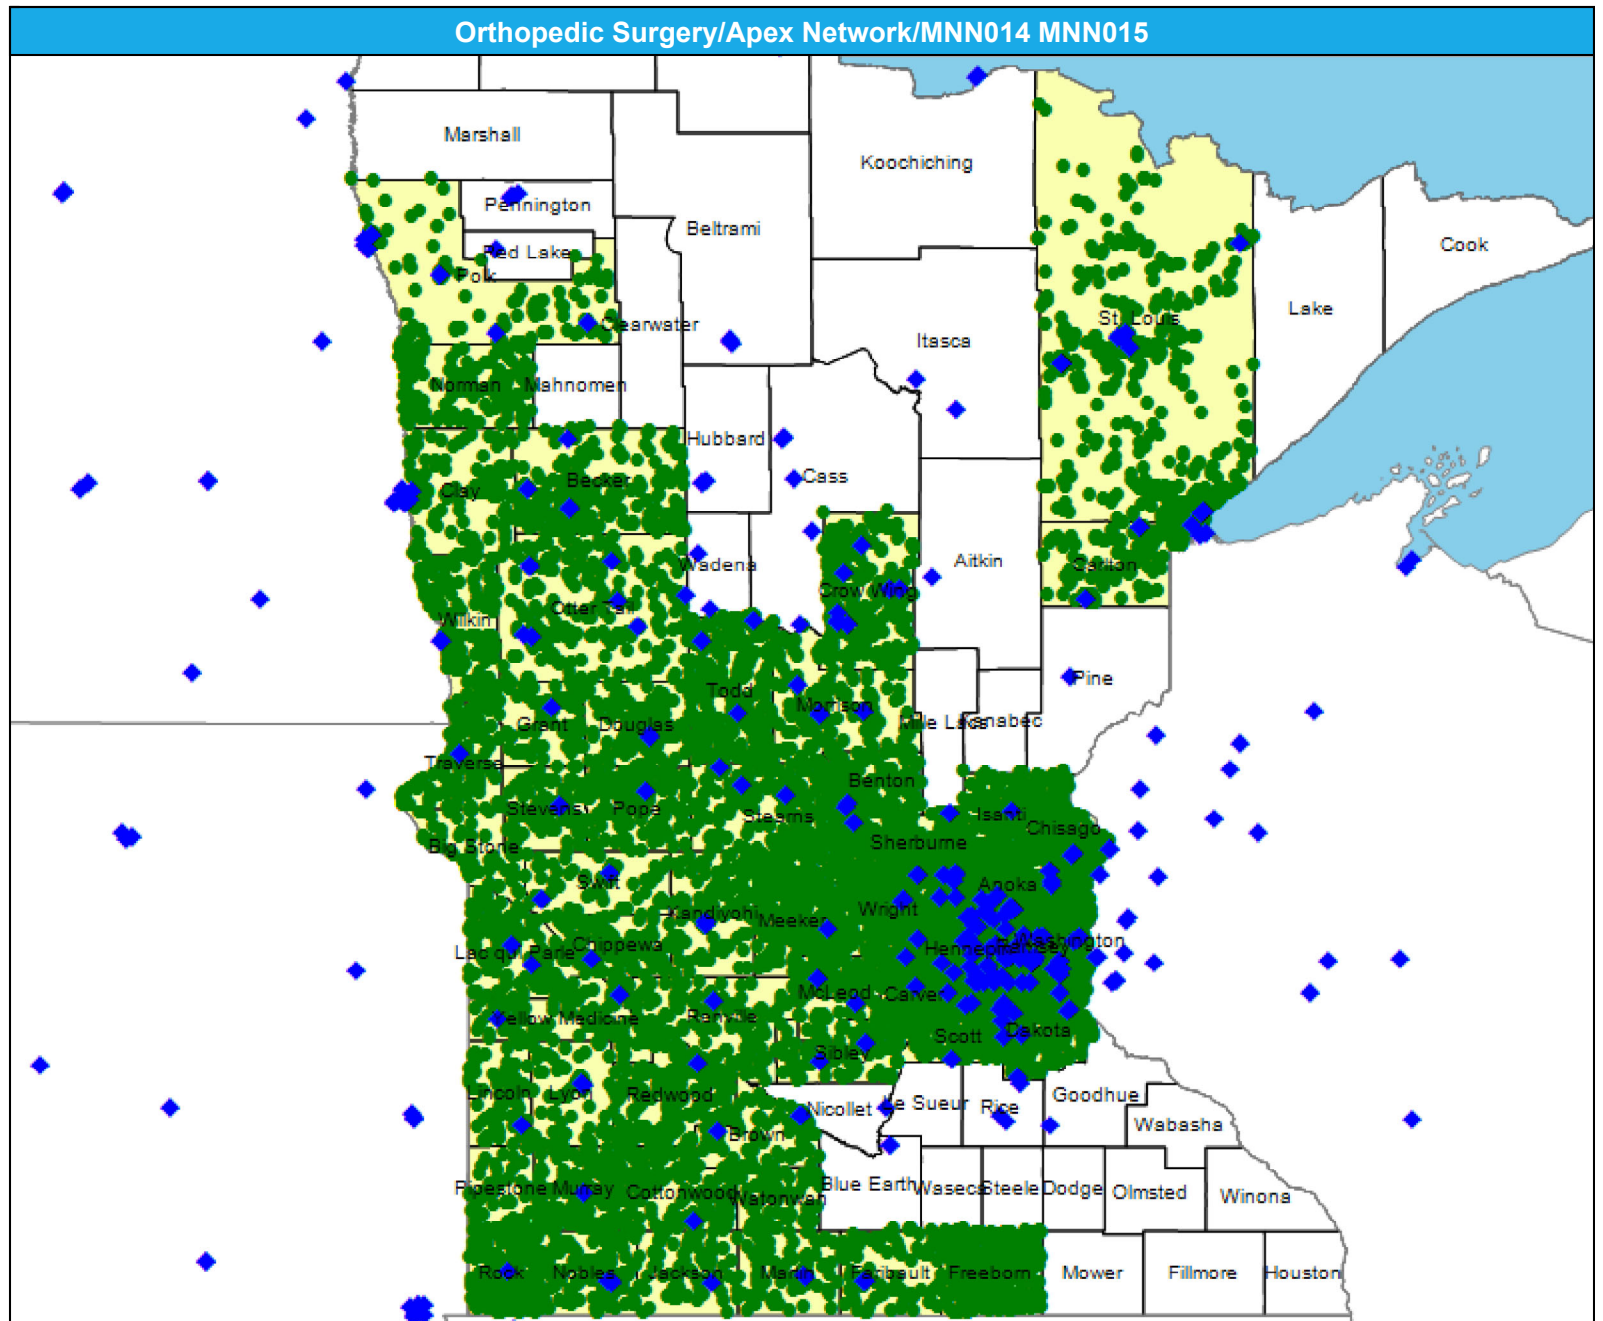 Orthopedic Surgery/Apex Network/MNN014 MNN015
Marshall
Koochiching
Pennington
Beltrami
Red Lake
Cook
Polk
Lake
St. Louis
Clearwater
Itasca
Norman
Mahnomen
Hubbard
Cass
Becker
Clay
Aitkin
Wadena
Carlton
Crow Wing
Otter Tail
Wilkin
Pine
Todd
Morrison
Mille Lacs
Kanabec
Grant
Douglas
Traverse
Benton
Stevens
Pope
Stearns
Isanti
Chisago
Sherburne
Big Stone
Swift
Anoka
Wright
Kandiyohi
Meeker
Hennepin
Ramsey
Washington
Lac qui Parle
Chippewa
McLeod
Carver
Yellow Medicine
Renville
Scott
Dakota
Sibley
Lincoln
Lyon
Redwood
Nicollet
Le Sueur
Rice
Goodhue
Wabasha
Brown
Pipestone
Murray
Cottonwood
Watonwan
Blue Earth
Waseca
Steele
Dodge
Olmsted
Winona
Rock
Nobles
Jackson
Martin
Faribault
Freeborn
Mower
Fillmore
Houston